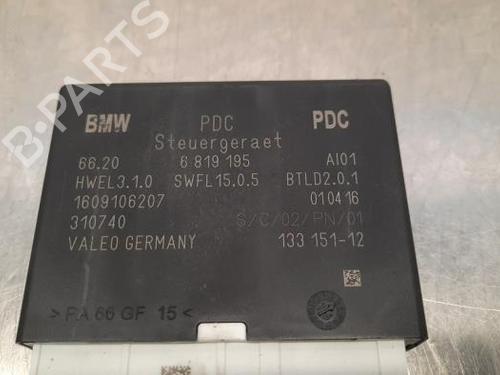 BMW PDC PDC
Steuergeraet
66.20 6 819 195 AI01
HWEL3.1.0 SWFL15.0.5 BTLD2.0.1
1609106207 010416
310740 S/C/02/PN/01
VALEO GERMANY 133 151-12
>PA 66 GF 15<
B-PARTS